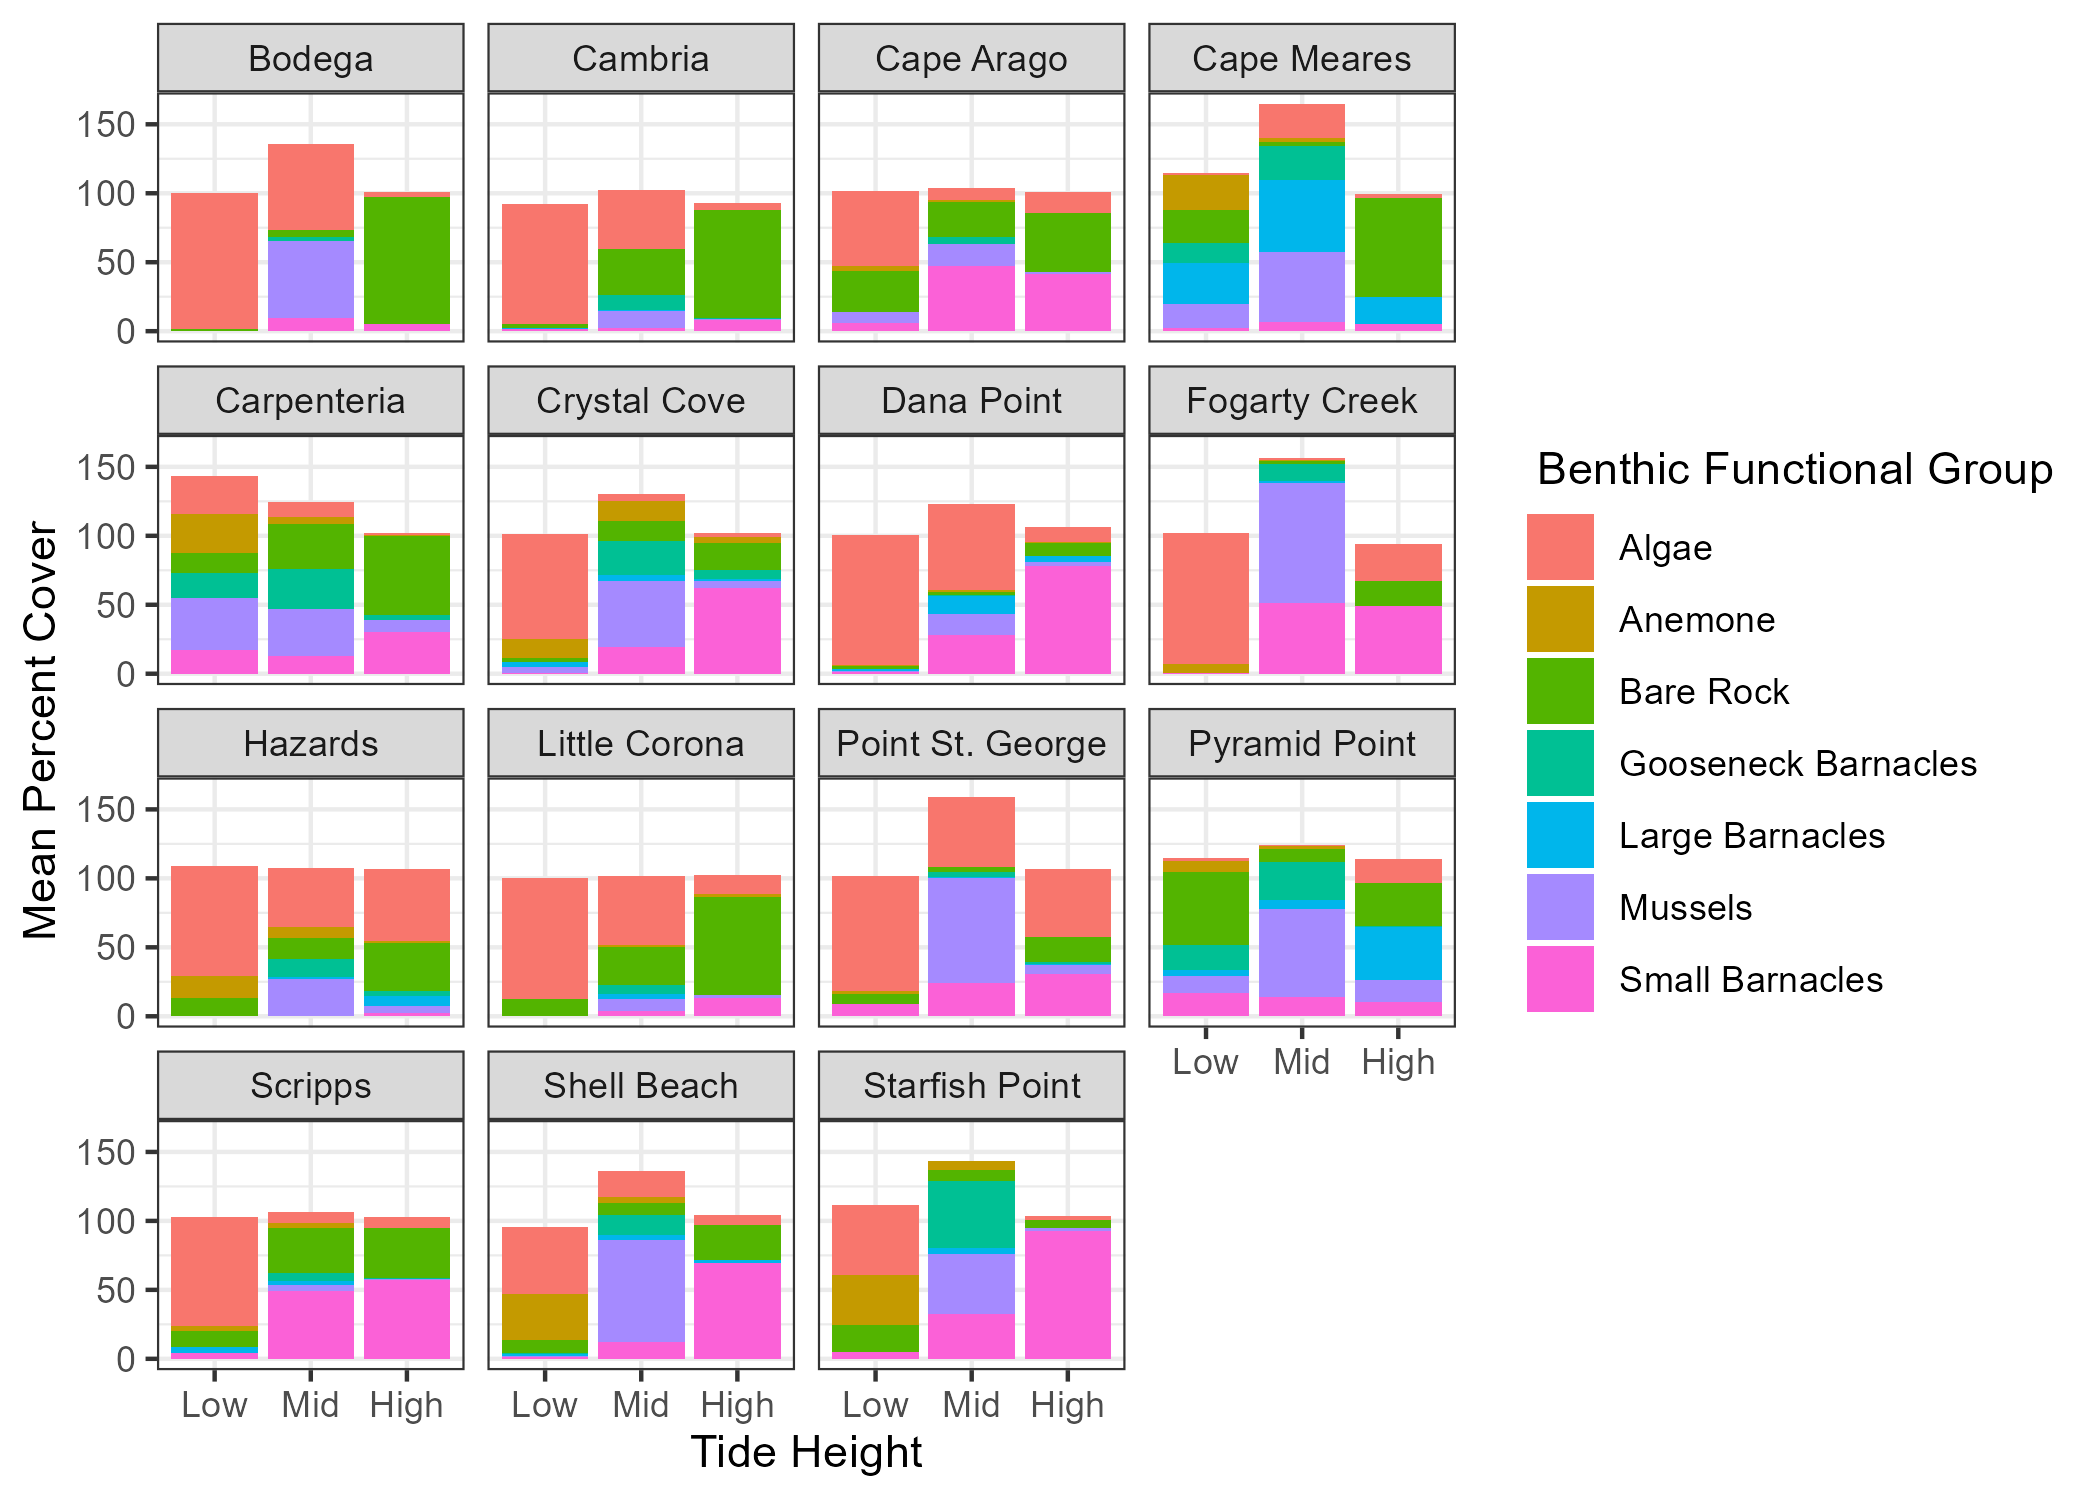 Bodega Cambria Cape Arago Cape Meares
150
100
50
0
Carpenteria Crystal Cove Dana Point Fogarty Creek
150
100
50
0
Hazards Little Corona Point St. George Pyramid Point
150
100
50
0
Low Mid High
Scripps Shell Beach Starfish Point
150
100
50
0
Low Mid High Low Mid High Low Mid High
Tide Height
Mean Percent Cover
Benthic Functional Group
Algae
Anemone
Bare Rock
Gooseneck Barnacles
Large Barnacles
Mussels
Small Barnacles